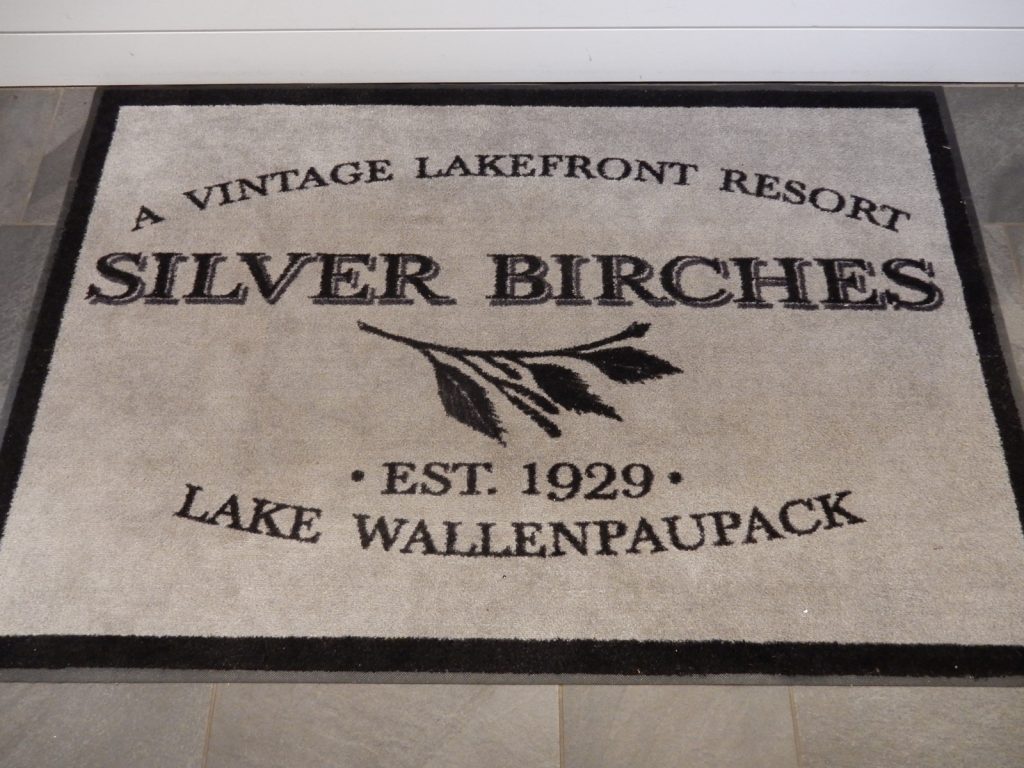 A VINTAGE LAKEFRONT RESORT
SILVER BIRCHES
· EST. 1929 ·
LAKE WALLENPAUPACK